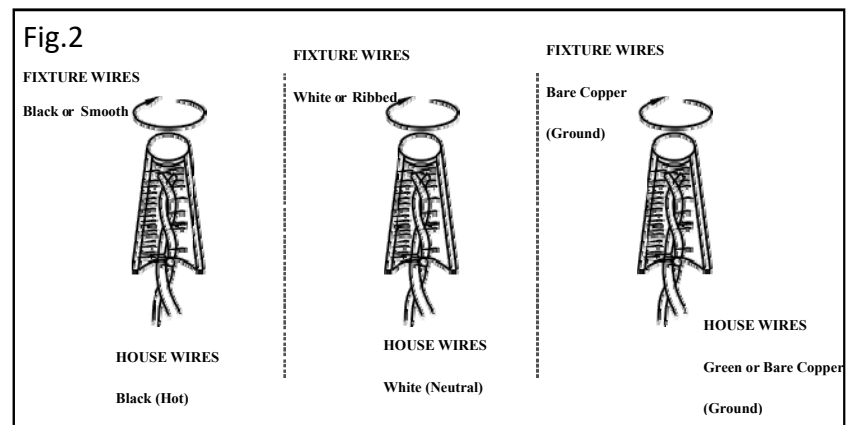 Fig.2
FIXTURE WIRES
Black or Smooth
HOUSE WIRES
Black (Hot)
FIXTURE WIRES
White or Ribbed
HOUSE WIRES
White (Neutral)
FIXTURE WIRES
Bare Copper
(Ground)
HOUSE WIRES
Green or Bare Copper
(Ground)